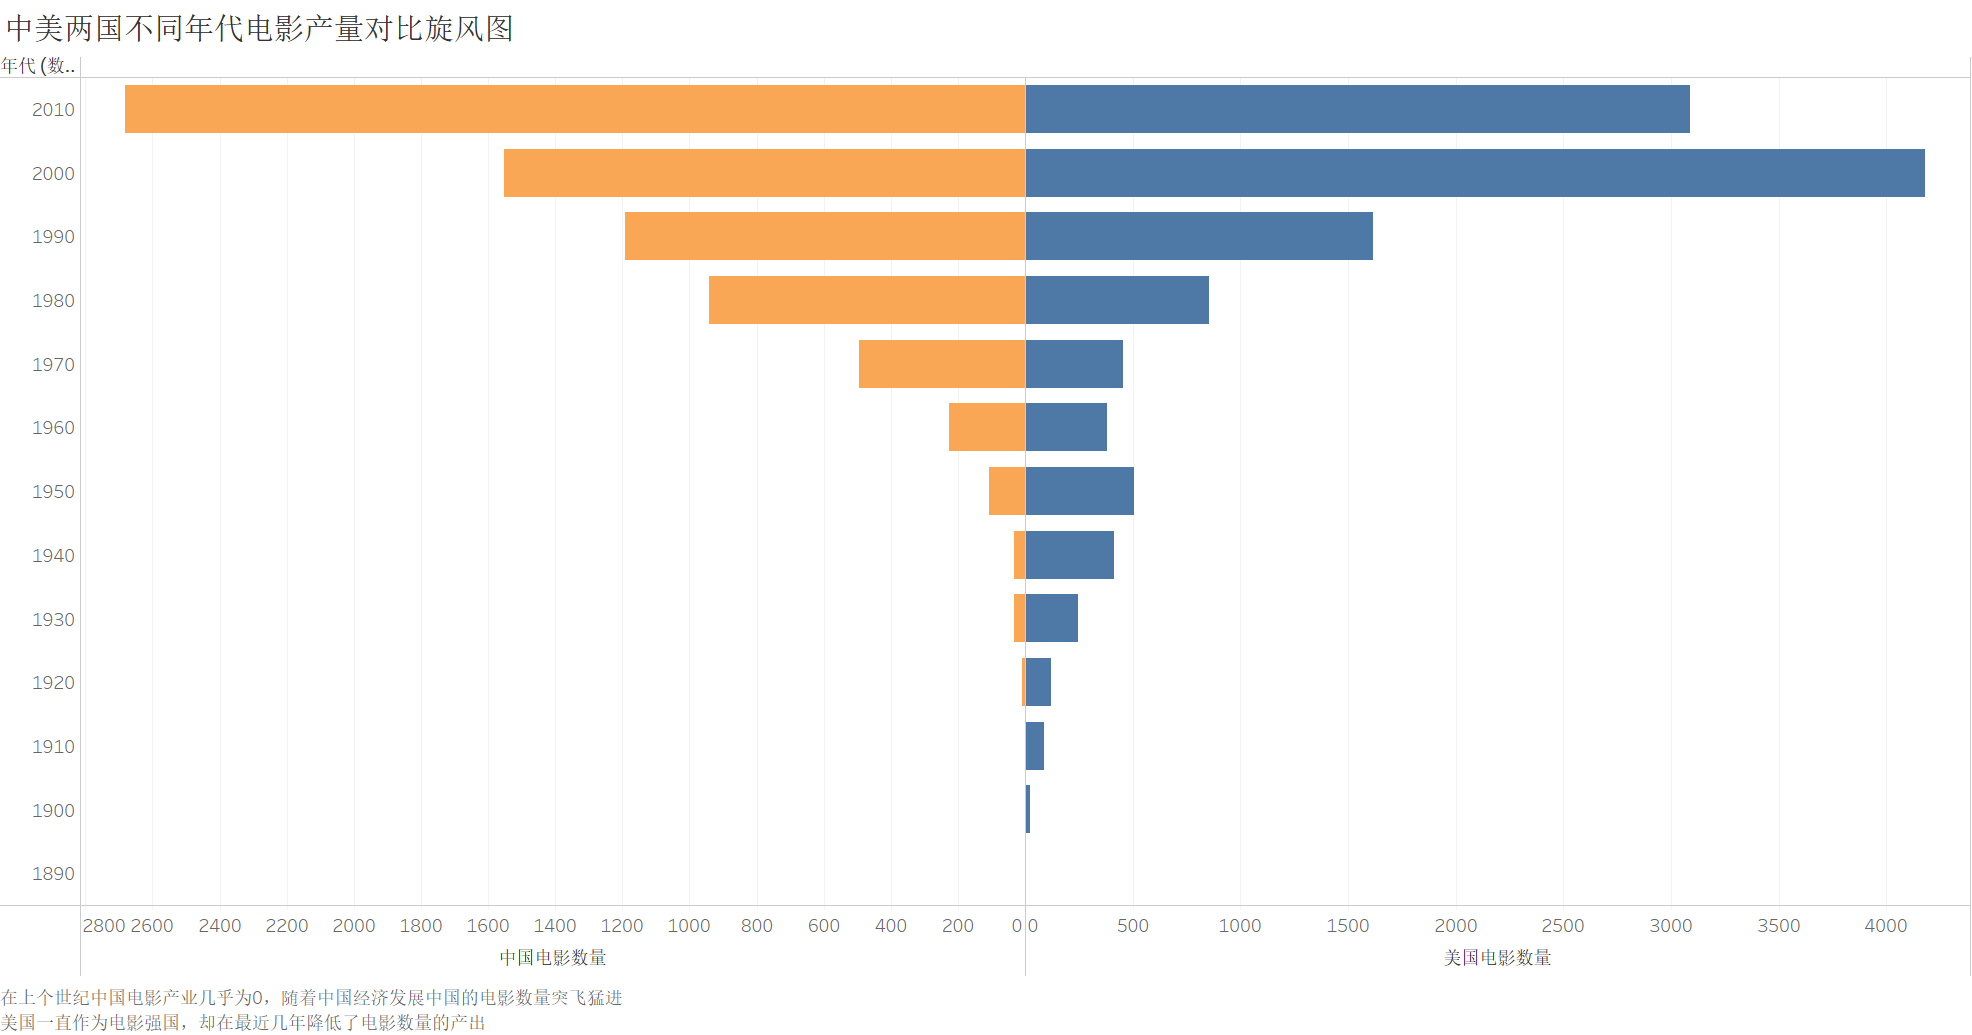 中美两国不同年代电影产量对比旋风图
年代 (数..
2010
2000
1990
1980
1970
1960
1950
1940
1930
1920
1910
1900
1890
2800 2600 2400 2200 2000 1800 1600 1400 1200 1000 800 600 400 200 0 0 500 1000 1500 2000 2500 3000 3500 4000
中国电影数量 美国电影数量
在上个世纪中国电影产业几乎为0，随着中国经济发展中国的电影数量突飞猛进
美国一直作为电影强国，却在最近几年降低了电影数量的产出